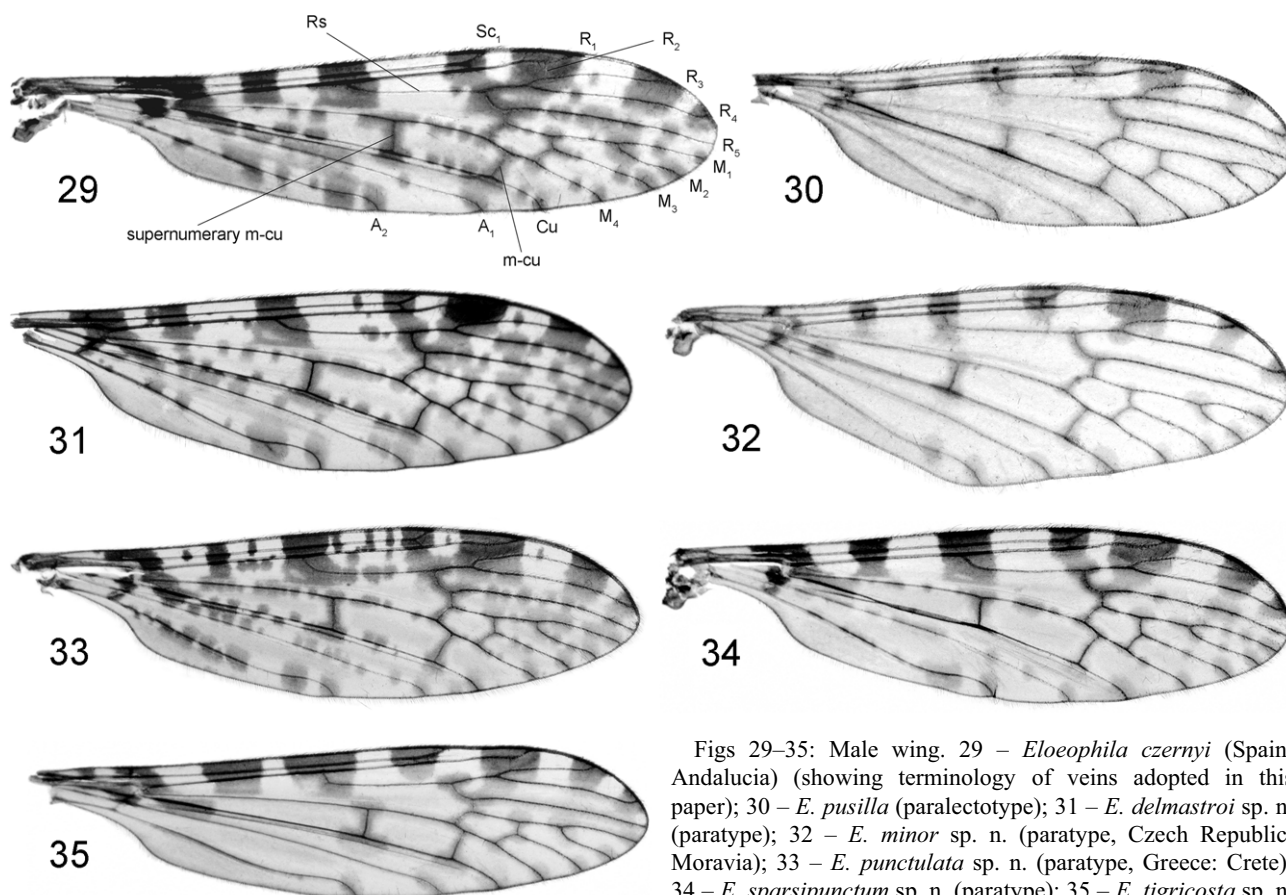 Rs
Sc1
R1
R2
R3
R4
R5
M1
M2
M3
M4
Cu
A1
A2
m-cu
supernumerary m-cu
29
30
31
32
33
34
35
Figs 29–35: Male wing. 29 – Eloeophila czernyi (Spain
Andalucia) (showing terminology of veins adopted in this
paper); 30 – E. pusilla (paralectotype); 31 – E. delmastroi sp. n
(paratype); 32 – E. minor sp. n. (paratype, Czech Republic
Moravia); 33 – E. punctulata sp. n. (paratype, Greece: Crete)
34 – E. sparsipunctum sp. n. (paratype); 35 – E. tigricosta sp. n